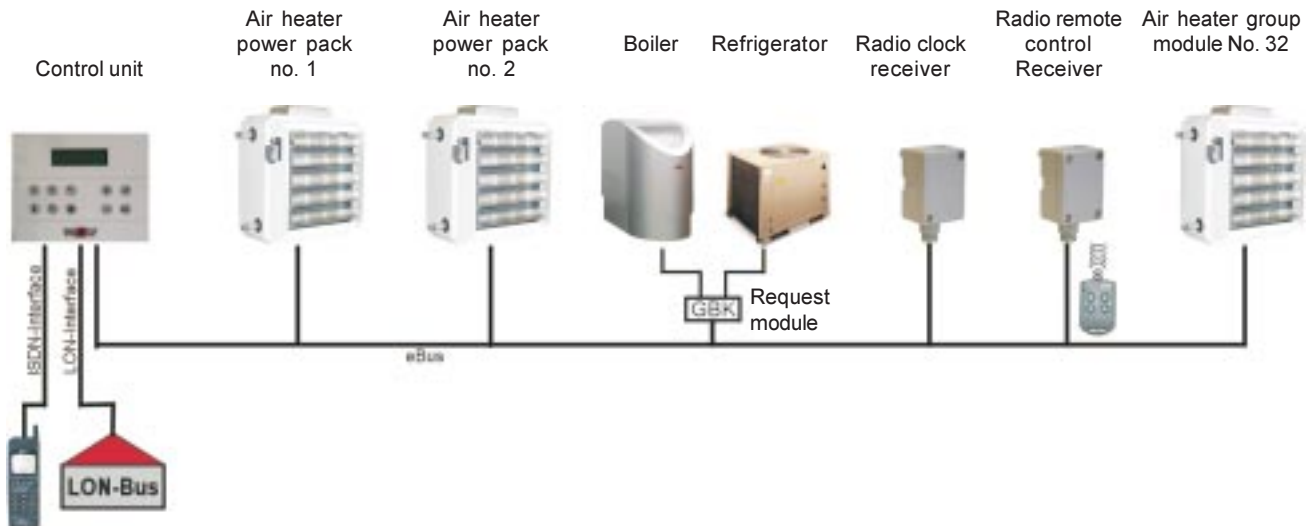 Control unit
Air heater
power pack
no. 1
Air heater
power pack
no. 2
Boiler
Refrigerator
Radio clock
receiver
Radio remote
control
Receiver
Air heater group
module No. 32
ISDN-Interface
LON-Interface
GBK
Request
module
eBus
LON-Bus